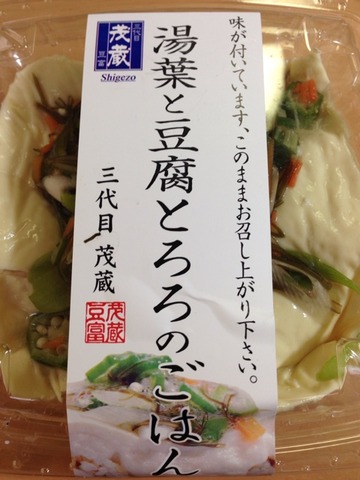 味が付いています、このままお召し上がり下さい。
三代目
茂蔵
豆富
Shigezo
湯葉と豆腐とろろのごはん
三代目 茂蔵
茂蔵
豆富